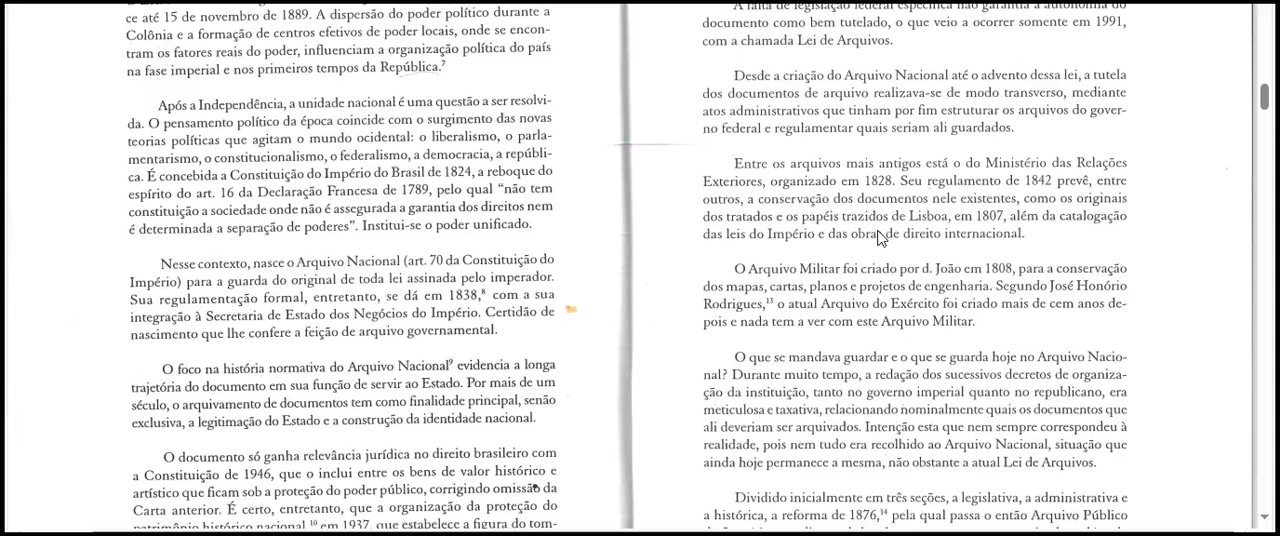 ce até 15 de novembro de 1889. A dispersão do poder político durante a
Colônia e a formação de centros efetivos de poder locais, onde se encon-
tram os fatores reais do poder, influenciam a organização política do país
na fase imperial e nos primeiros tempos da República.⁷
Após a Independência, a unidade nacional é uma questão a ser resolvi-
da. O pensamento político da época coincide com o surgimento das novas
teorias políticas que agitam o mundo ocidental: o liberalismo, o parla-
mentarismo, o constitucionalismo, o federalismo, a democracia, a repúbli-
ca. É concebida a Constituição do Império do Brasil de 1824, a reboque do
espírito do art. 16 da Declaração Francesa de 1789, pelo qual “não tem
constituição a sociedade onde não é assegurada a garantia dos direitos nem
é determinada a separação de poderes”. Institui-se o poder unificado.
Nesse contexto, nasce o Arquivo Nacional (art. 70 da Constituição do
Império) para a guarda do original de toda lei assinada pelo imperador.
Sua regulamentação formal, entretanto, se dá em 1838,⁸ com a sua
integração à Secretaria de Estado dos Negócios do Império. Certidão de
nascimento que lhe confere a feição de arquivo governamental.
O foco na história normativa do Arquivo Nacional⁹ evidencia a longa
trajetória do documento em sua função de servir ao Estado. Por mais de um
século, o arquivamento de documentos tem como finalidade principal, senão
exclusiva, a legitimação do Estado e a construção da identidade nacional.
O documento só ganha relevância jurídica no direito brasileiro com
a Constituição de 1946, que o inclui entre os bens de valor histórico e
artístico que ficam sob a proteção do poder público, corrigindo omissão da
Carta anterior. É certo, entretanto, que a organização da proteção do
patrimônio histórico nacional,¹⁰ em 1937, que estabelece a figura do tom-
A falta de legislação federal específica não garantia a autonomia do
documento como bem tutelado, o que veio a ocorrer somente em 1991,
com a chamada Lei de Arquivos.
Desde a criação do Arquivo Nacional até o advento dessa lei, a tutela
dos documentos de arquivo realizava-se de modo transverso, mediante
atos administrativos que tinham por fim estruturar os arquivos do gover-
no federal e regulamentar quais seriam ali guardados.
Entre os arquivos mais antigos está o do Ministério das Relações
Exteriores, organizado em 1828. Seu regulamento de 1842 prevê, entre
outros, a conservação dos documentos nele existentes, como os originais
dos tratados e os papéis trazidos de Lisboa, em 1807, além da catalogação
das leis do Império e das obras de direito internacional.
O Arquivo Militar foi criado por d. João em 1808, para a conservação
dos mapas, cartas, planos e projetos de engenharia. Segundo José Honório
Rodrigues,¹³ o atual Arquivo do Exército foi criado mais de cem anos de-
pois e nada tem a ver com este Arquivo Militar.
O que se mandava guardar e o que se guarda hoje no Arquivo Nacio-
nal? Durante muito tempo, a redação dos sucessivos decretos de organiza-
ção da instituição, tanto no governo imperial quanto no republicano, era
meticulosa e taxativa, relacionando nominalmente quais os documentos que
ali deveriam ser arquivados. Intenção esta que nem sempre correspondeu à
realidade, pois nem tudo era recolhido ao Arquivo Nacional, situação que
ainda hoje permanece a mesma, não obstante a atual Lei de Arquivos.
Dividido inicialmente em três seções, a legislativa, a administrativa e
a histórica, a reforma de 1876,¹⁴ pela qual passa o então Arquivo Público